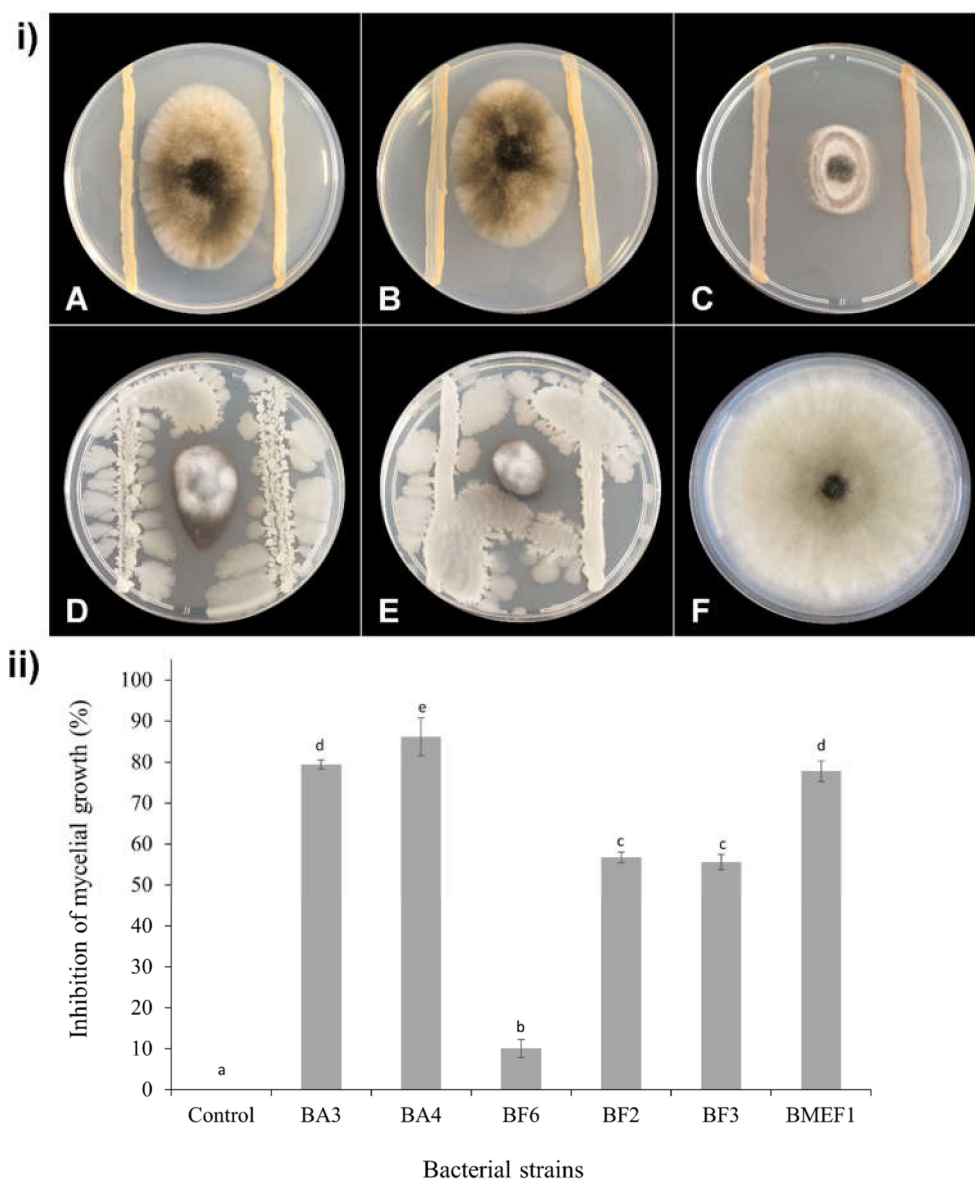 i)
A
B
C
D
E
F
ii)
Inhibition of mycelial growth (%)
100
90
80
70
60
50
40
30
20
10
0
a
d
e
b
c
c
d
Control BA3 BA4 BF6 BF2 BF3 BMEF1
Bacterial strains